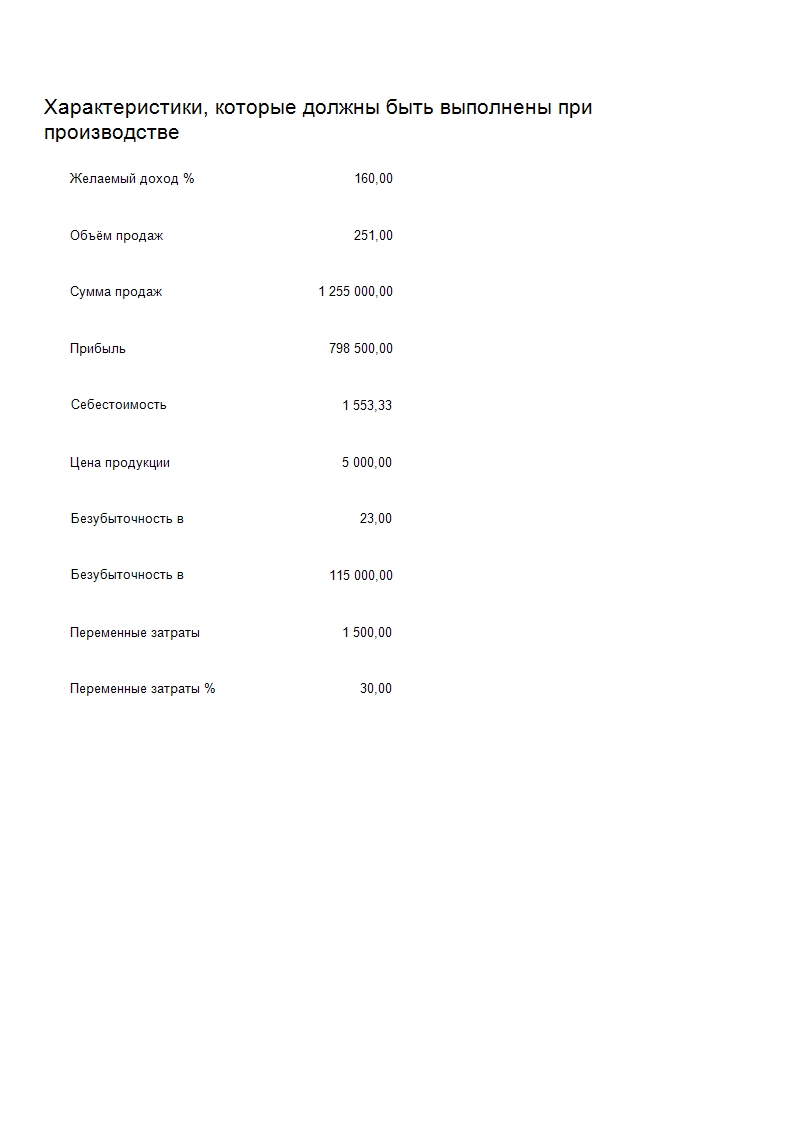 Характеристики, которые должны быть выполнены при
производстве
Желаемый доход % 160,00
Объём продаж 251,00
Сумма продаж 1 255 000,00
Прибыль 798 500,00
Себестоимость 1 553,33
Цена продукции 5 000,00
Безубыточность в 23,00
Безубыточность в 115 000,00
Переменные затраты 1 500,00
Переменные затраты % 30,00